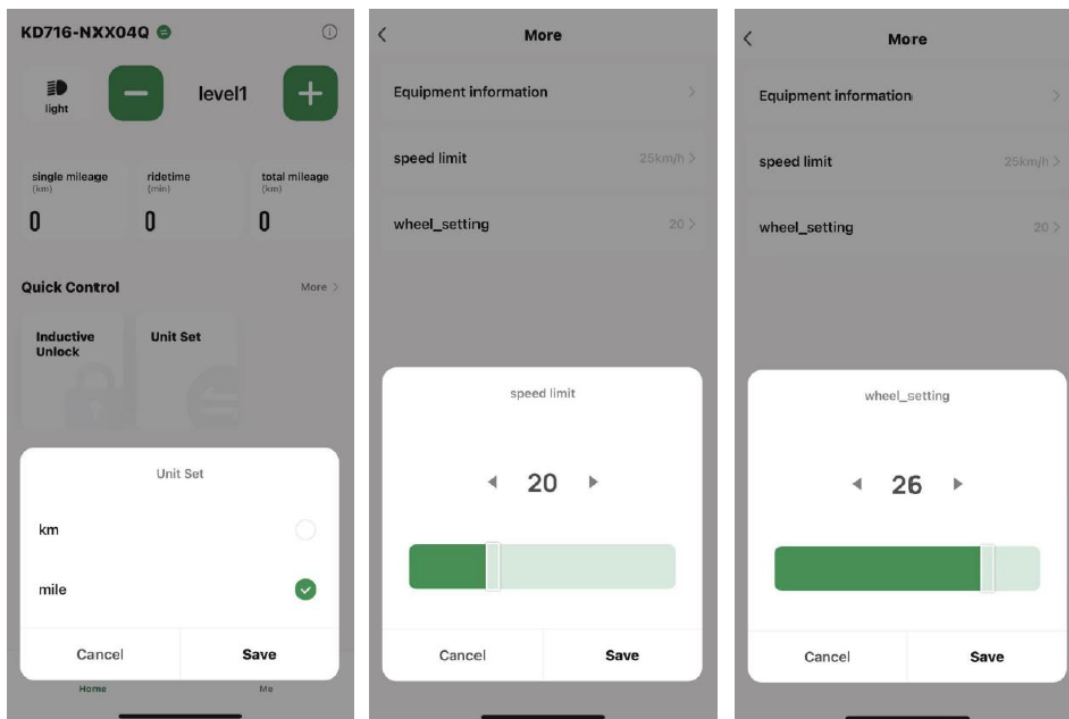 KD716-NXX04Q
light
level1
single mileage
(km)
0
ridetime
(min)
0
total mileage
(km)
0
Quick Control
More >
Inductive
Unlock
Unit Set
Unit Set
km
mile
Cancel
Save
Home
Me
More
Equipment information
speed limit
25km/h >
wheel_setting
20 >
speed limit
20
Cancel
Save
More
Equipment information
speed limit
25km/h >
wheel_setting
20 >
wheel_setting
26
Cancel
Save